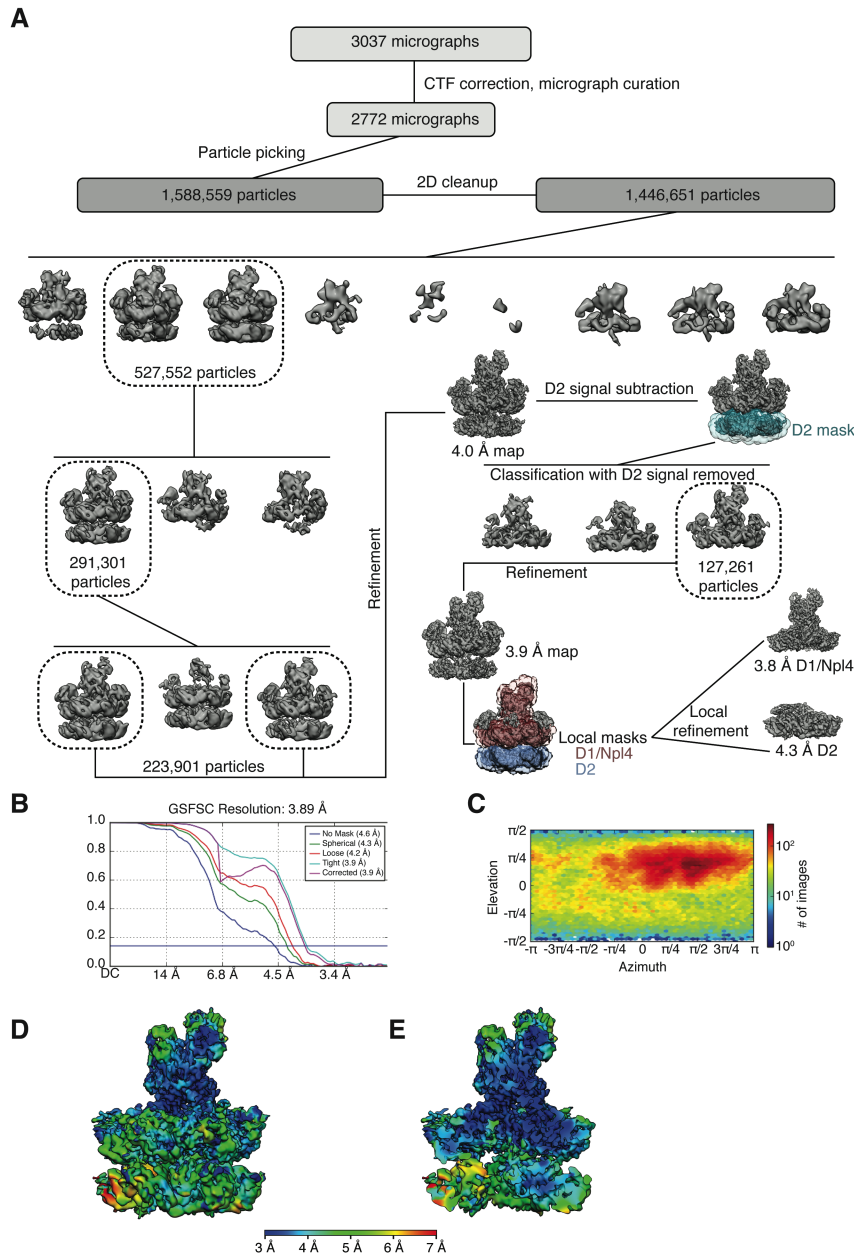 A
3037 micrographs
CTF correction, micrograph curation
2772 micrographs
Particle picking
1,588,559 particles
2D cleanup
1,446,651 particles
527,552 particles
4.0 Å map
D2 signal subtraction
D2 mask
Classification with D2 signal removed
291,301
particles
Refinement
127,261
particles
Refinement
3.9 Å map
3.8 Å D1/Npl4
Local masks
D1/Npl4
D2
Local
refinement
4.3 Å D2
223,901 particles
B
GSFSC Resolution: 3.89 Å
1.0
0.8
0.6
0.4
0.2
0.0
DC
14 Å
6.8 Å
4.5 Å
3.4 Å
No Mask (4.6 Å)
Spherical (4.3 Å)
Loose (4.2 Å)
Tight (3.9 Å)
Corrected (3.9 Å)
C
Elevation
π/2
π/4
0
-π/4
-π/2
-π
-3π/4
-π/2
-π/4
0
π/4
π/2
3π/4
π
Azimuth
10²
10¹
10⁰
# of images
D
E
3 Å
4 Å
5 Å
6 Å
7 Å